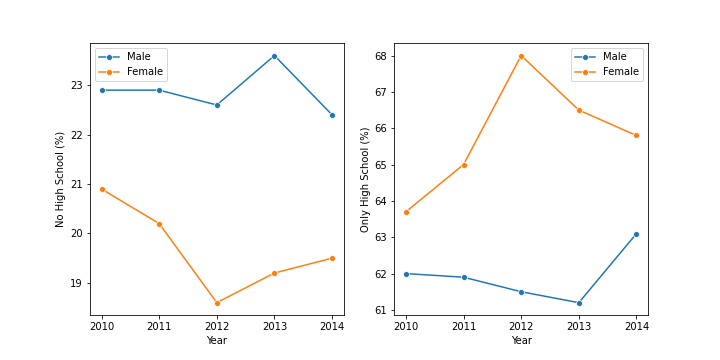 Male
Female
No High School (%)
23
22
21
20
19
2010 2011 2012 2013 2014
Year
Male
Female
Only High School (%)
68
67
66
65
64
63
62
61
2010 2011 2012 2013 2014
Year